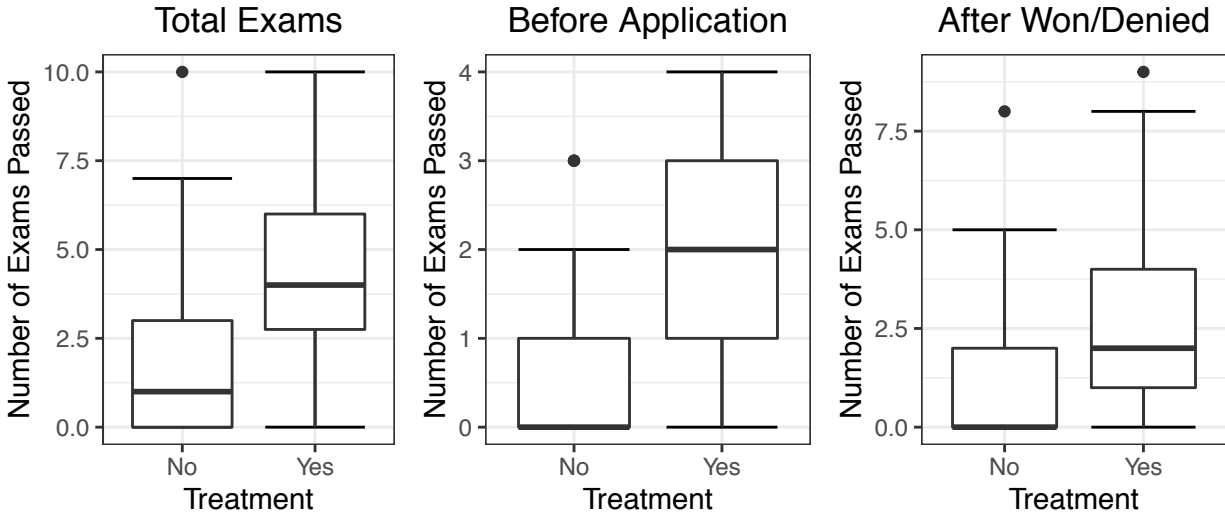 Total Exams
Number of Exams Passed
10.0
7.5
5.0
2.5
0.0
No Yes
Treatment
Before Application
Number of Exams Passed
4
3
2
1
0
No Yes
Treatment
After Won/Denied
Number of Exams Passed
7.5
5.0
2.5
0.0
No Yes
Treatment